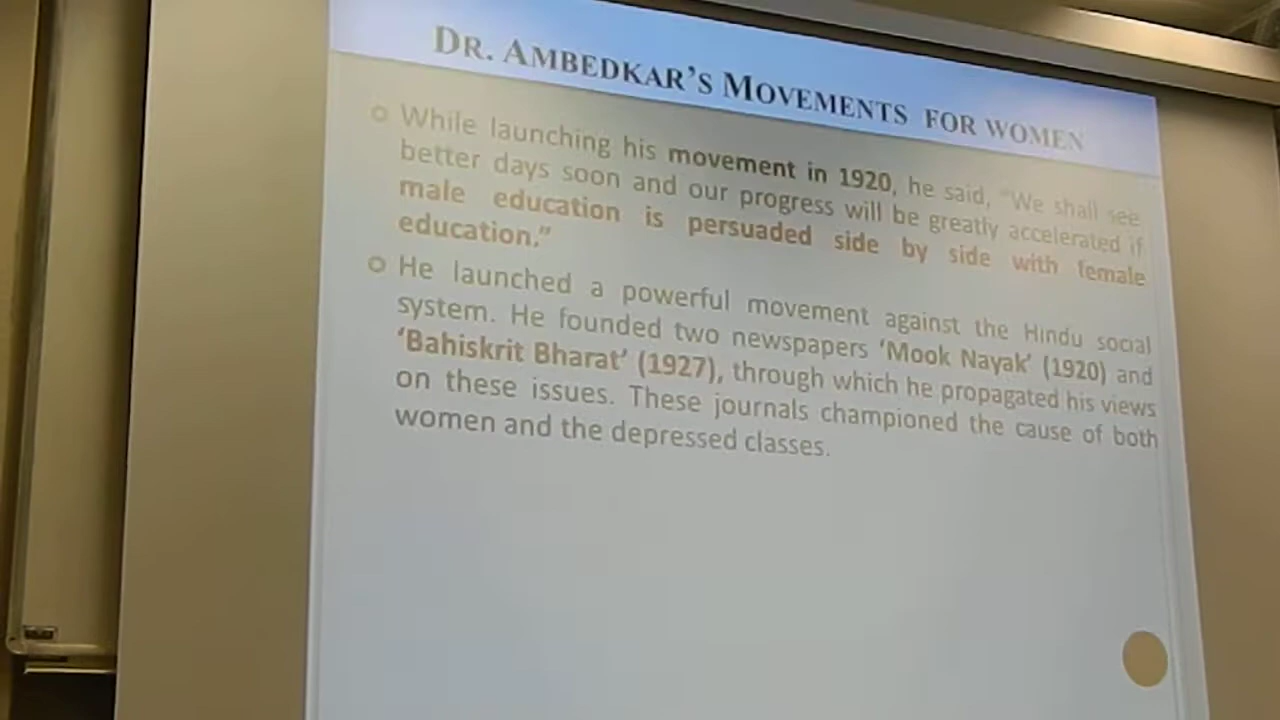 DR. AMBEDKAR'S MOVEMENTS FOR WOMEN
While launching his movement in 1920, he said, "We shall see
better days soon and our progress will be greatly accelerated if
male education is persuaded side by side with female
education."
He launched a powerful movement against the Hindu social
system. He founded two newspapers 'Mook Nayak' (1920) and
'Bahiskrit Bharat' (1927), through which he propagated his views
on these issues. These journals championed the cause of both
women and the depressed classes.